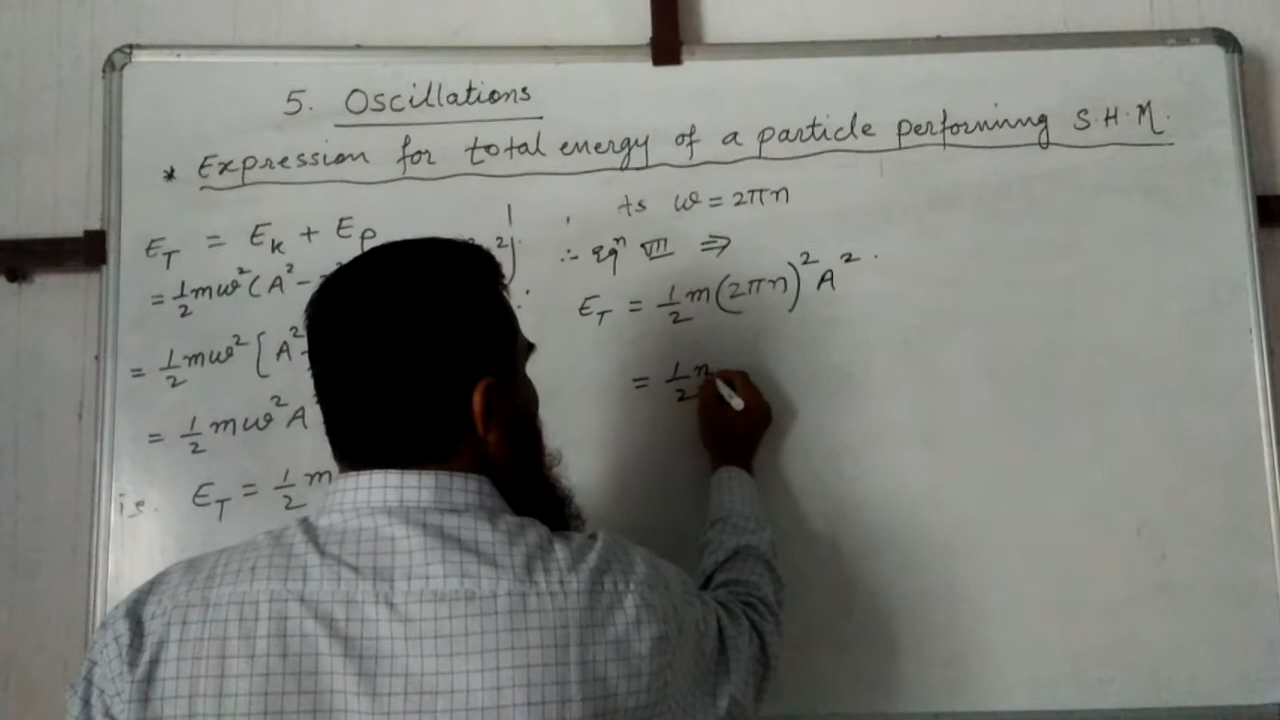 5. Oscillations
* Expression for total energy of a particle performing S.H.M.
E_T = E_k + E_p
= 1/2 mω² (A² -
= 1/2 mω² [A²
= 1/2 mω² A
i.e. E_T = 1/2 m
As ω = 2πn
∴ eqⁿ VII ⇒
E_T = 1/2 m (2πn)² A².
= 1/2